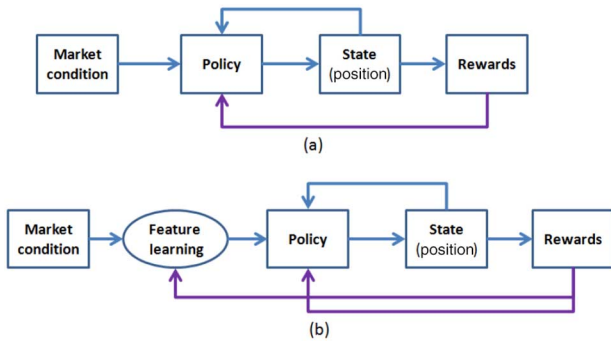 Market
condition
Policy
State
(position)
Rewards
(a)
Market
condition
Feature
learning
Policy
State
(position)
Rewards
(b)